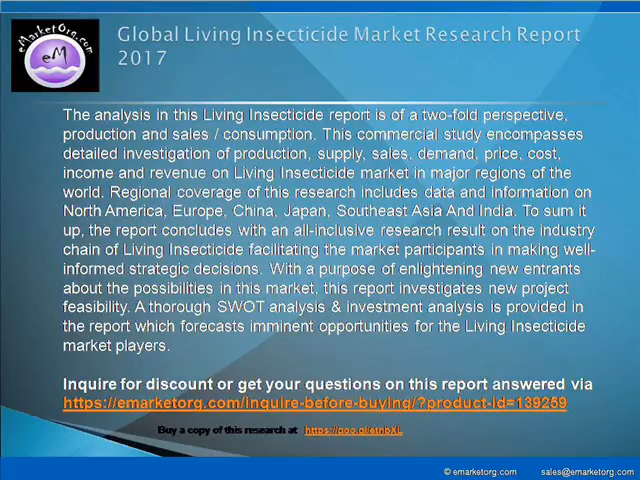 eMarketOrg.com
eM
Global Living Insecticide Market Research Report
2017
The analysis in this Living Insecticide report is of a two-fold perspective,
production and sales / consumption. This commercial study encompasses
detailed investigation of production, supply, sales, demand, price, cost,
income and revenue on Living Insecticide market in major regions of the
world. Regional coverage of this research includes data and information on
North America, Europe, China, Japan, Southeast Asia And India. To sum it
up, the report concludes with an all-inclusive research result on the industry
chain of Living Insecticide facilitating the market participants in making well-
informed strategic decisions. With a purpose of enlightening new entrants
about the possibilities in this market, this report investigates new project
feasibility. A thorough SWOT analysis & investment analysis is provided in
the report which forecasts imminent opportunities for the Living Insecticide
market players.
Inquire for discount or get your questions on this report answered via
https://emarketorg.com/inquire-before-buying/?product-id=139259
Buy a copy of this research at https://goo.gl/etnbXL
© emarketorg.com sales@emarketorg.com